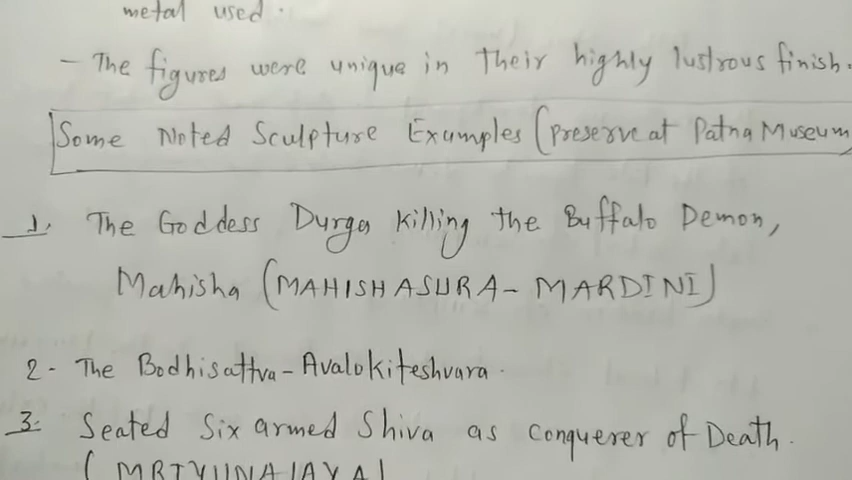 metal used.
- The figures were unique in their highly lustrous finish.
Some Noted Sculpture Examples (Preserve at Patna Museum
1. The Goddess Durga killing the Buffalo Demon,
Mahisha (MAHISHASURA-MARDINI)
2- The Bodhisattva-Avalokiteshvara.
3. Seated Six armed Shiva as Conquerer of Death.